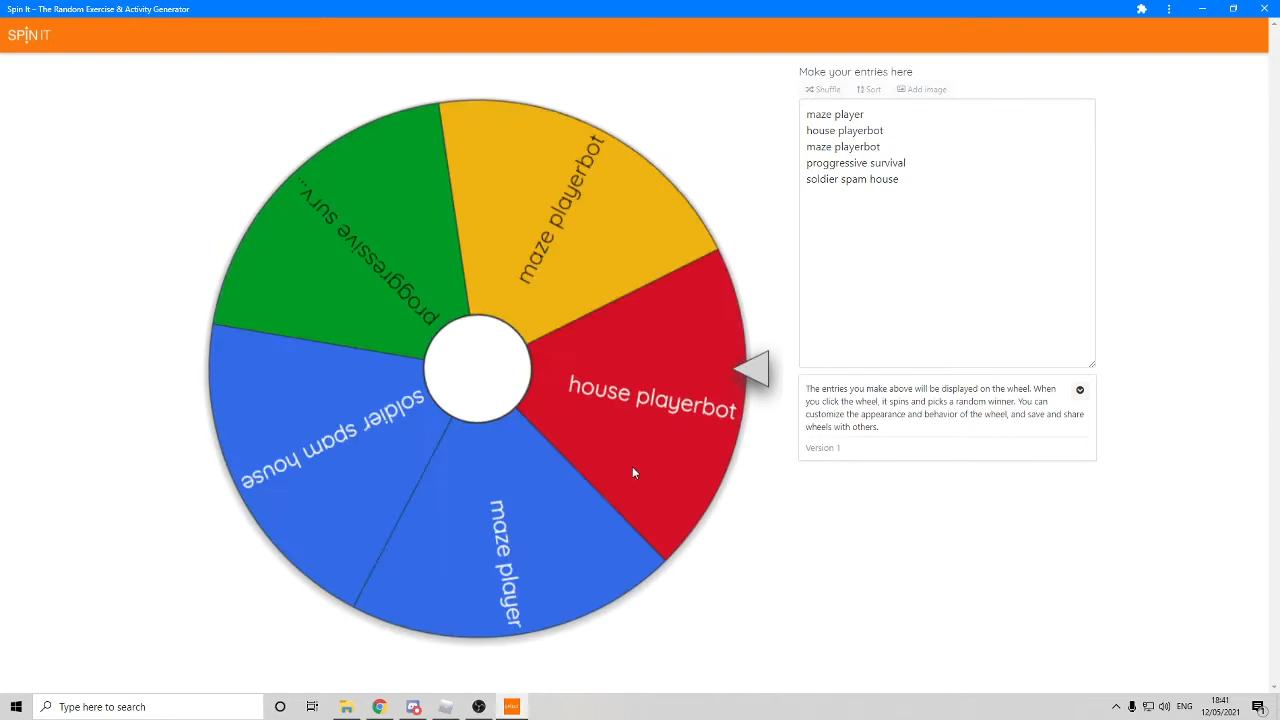 Spin It – The Random Exercise & Activity Generator
SPIN IT
Make your entries here
Shuffle Sort Add image
maze player
house playerbot
maze playerbot
proggressive survival
soldier spam house
maze playerbot
proggressive surv...
house playerbot
soldier spam house
maze player
The entries you make above will be displayed on the wheel. When
you click the wheel, it spins and picks a random winner. You can
customize the appearance and behavior of the wheel, and save and share
wheels with others.
Version 1
Type here to search
ENG
18:41
12/05/2021
1